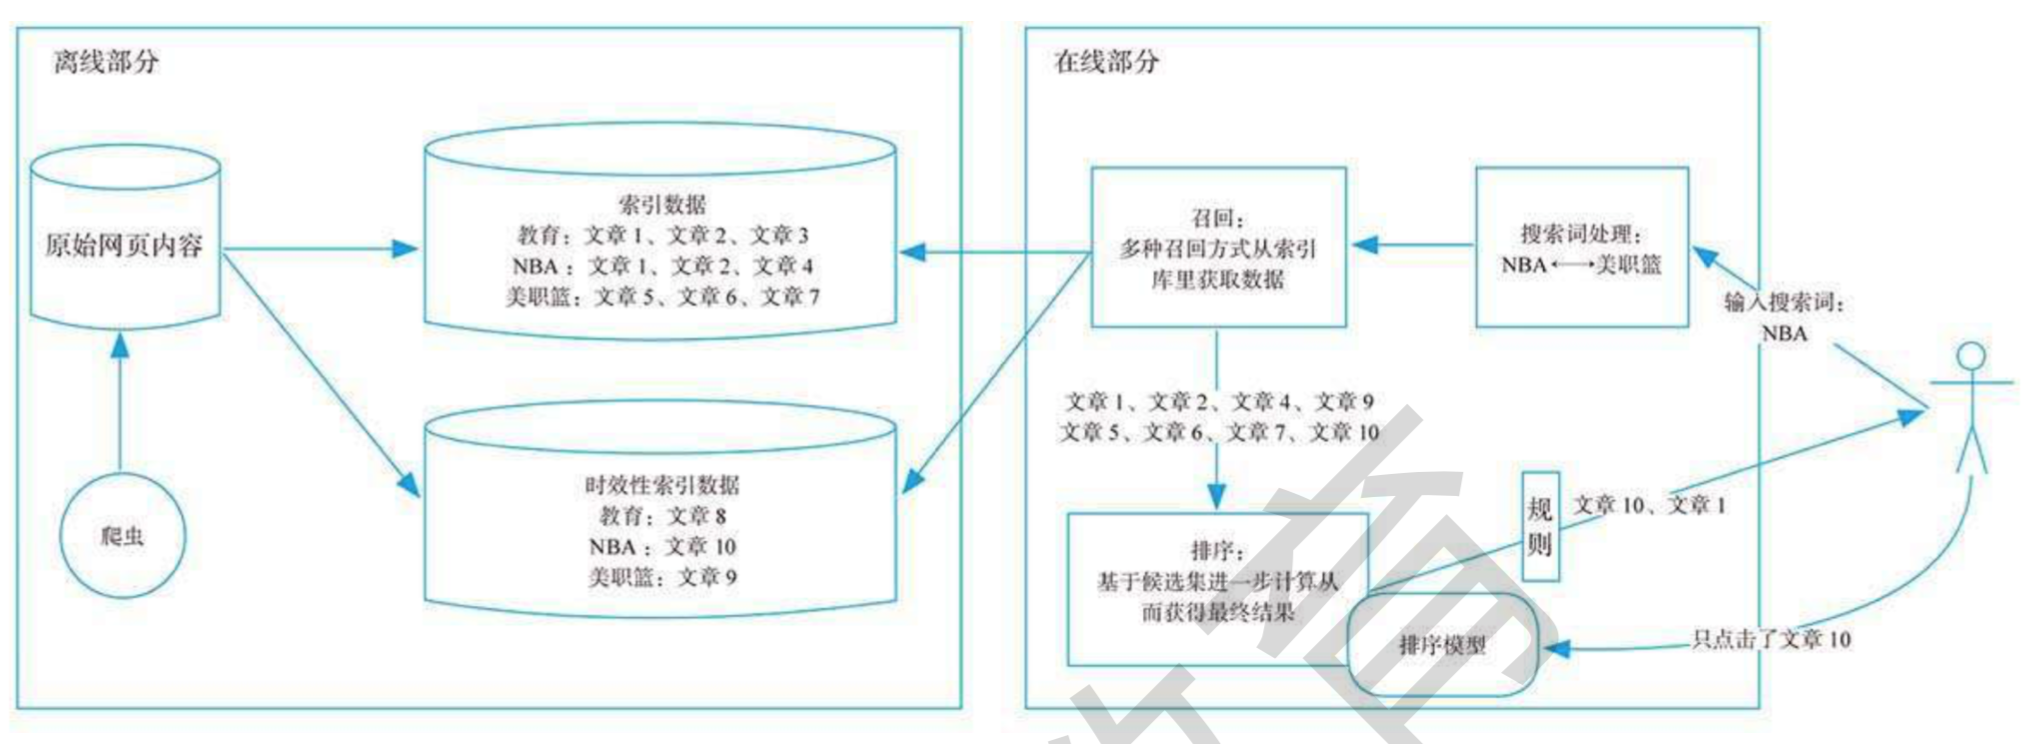 离线部分
原始网页内容
爬虫
索引数据
教育：文章 1、文章 2、文章 3
NBA：文章 1、文章 2、文章 4
美职篮：文章 5、文章 6、文章 7
时效性索引数据
教育：文章 8
NBA：文章 10
美职篮：文章 9
在线部分
召回：
多种召回方式从索引
库里获取数据
搜索词处理：
NBA⟷美职篮
输入搜索词：
NBA
文章 1、文章 2、文章 4、文章 9
文章 5、文章 6、文章 7、文章 10
排序：
基于候选集进一步计算从
而获得最终结果
排序模型
规
则
文章 10、文章 1
只点击了文章 10
育